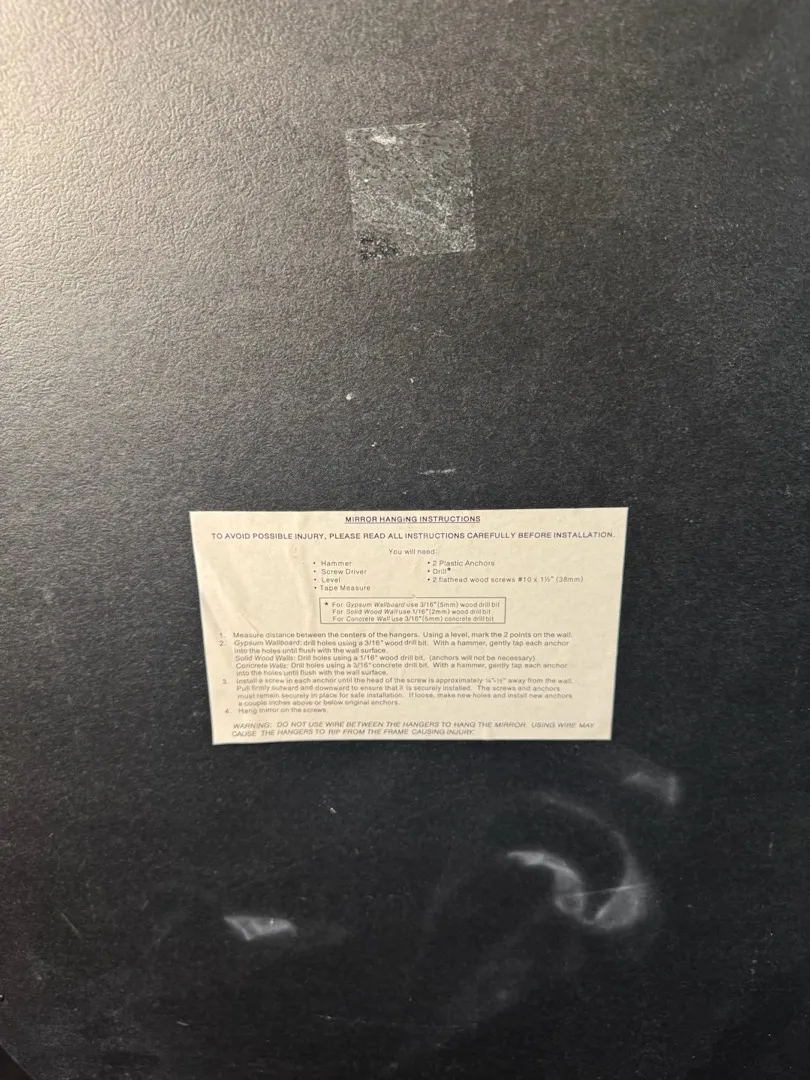 MIRROR HANGING INSTRUCTIONS
TO AVOID POSSIBLE INJURY, PLEASE READ ALL INSTRUCTIONS CAREFULLY BEFORE INSTALLATION.
You will need:
• Hammer
• Screw Driver
• Level
• Tape Measure
• 2 Plastic Anchors
• Drill*
• 2 flathead wood screws #10 x 1½" (38mm)
* For Gypsum Wallboard use 3/16" (5mm) wood drill bit
For Solid Wood Wall use 1/16" (2mm) wood drill bit
For Concrete Wall use 3/16" (5mm) concrete drill bit
1. Measure distance between the centers of the hangers. Using a level, mark the 2 points on the wall.
2. Gypsum Wallboard: drill holes using a 3/16" wood drill bit. With a hammer, gently tap each anchor
into the holes until flush with the wall surface.
Solid Wood Walls: Drill holes using a 1/16" wood drill bit, (anchors will not be necessary)
Concrete Walls: Drill holes using a 3/16" concrete drill bit. With a hammer, gently tap each anchor
into the holes until flush with the wall surface.
3. Install a screw in each anchor until the head of the screw is approximately ¼"-½" away from the wall.
Pull firmly outward and downward to ensure that it is securely installed. The screws and anchors
must remain securely in place for safe installation. If loose, make new holes and install new anchors
a couple inches above or below original anchors.
4. Hang mirror on the screws.
WARNING: DO NOT USE WIRE BETWEEN THE HANGERS TO HANG THE MIRROR. USING WIRE MAY
CAUSE THE HANGERS TO RIP FROM THE FRAME CAUSING INJURY.